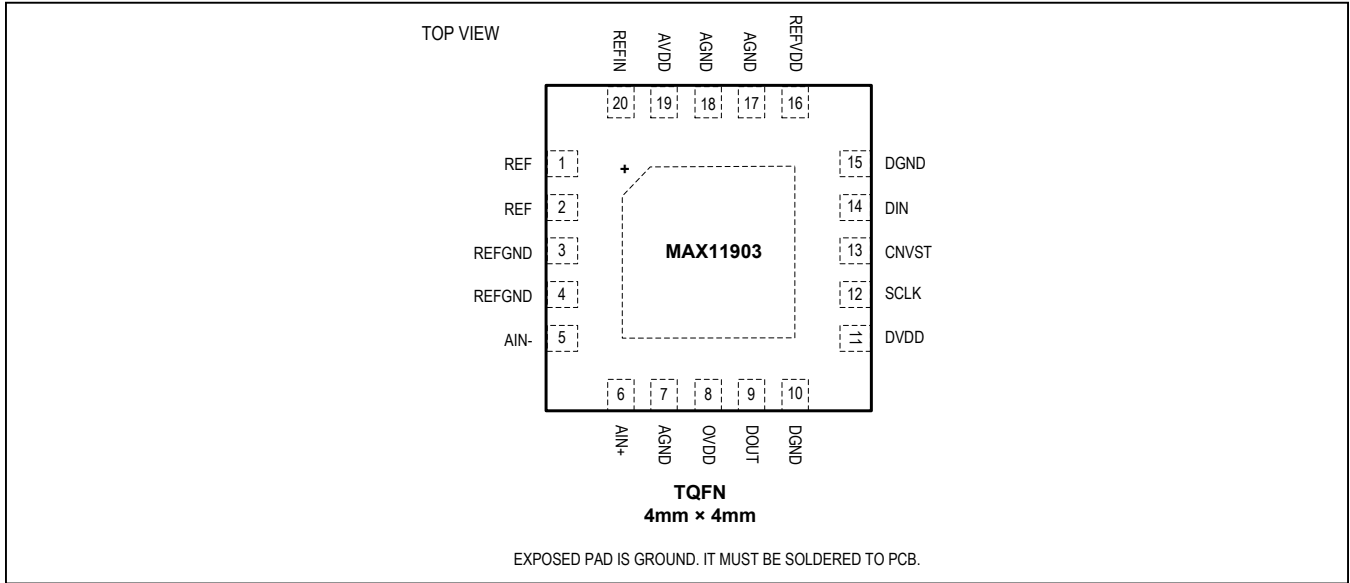 TOP VIEW
REFIN
AVDD
AGND
AGND
REFVDD
20
19
18
17
16
REF
1
REF
2
REFGND
3
REFGND
4
AIN-
5
+
MAX11903
15
DGND
14
DIN
13
CNVST
12
SCLK
11
DVDD
6
7
8
9
10
AIN+
AGND
OVDD
DOUT
DGND
TQFN
4mm × 4mm
EXPOSED PAD IS GROUND. IT MUST BE SOLDERED TO PCB.